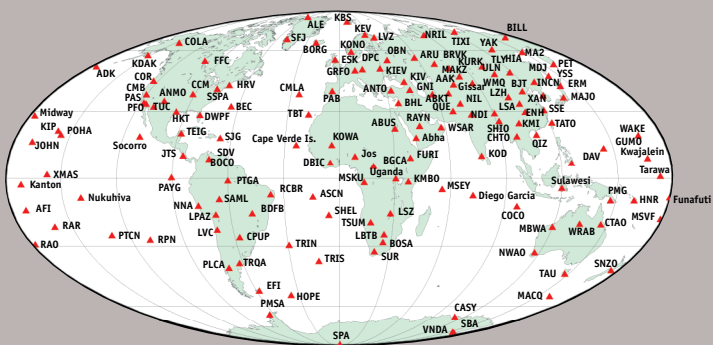 ALE
KBS
KEV
BILL
COLA
SFJ
BORG
KONO
LVZ
NRIL
TIXI
YAK
MA2
KDAK
FFC
ESK
DPC
OBN
ARU
BRVK
KURK
ULN
TLY
HIA
MDJ
PET
ADK
COR
CCM
HRV
GRFO
KIEV
MAKZ
AAK
WMQ
BJT
INCN
YSS
ERM
CMB
ANMO
SSPA
CMLA
PAB
ANTO
KIV
GNI
Gissar
LZH
XAN
MAJO
PAS
PFO
TUC
DWPF
BEC
BHL
ABKT
QUE
NIL
LSA
ENH
SSE
Midway
HKT
TBT
RAYN
NDI
SHIO
KMI
TATO
KIP
POHA
TEIG
SJG
Cape Verde Is.
ABUS
Abha
WSAR
CHTO
QIZ
WAKE
JOHN
Socorro
KOWA
GUMO
JTS
SDV
BOCO
DBIC
Jos
BGCA
FURI
KOD
DAV
Kwajalein
XMAS
PAYG
PTGA
MSKU
Uganda
KMBO
Tarawa
Kanton
Nukuhiva
RCBR
ASCN
MSEY
Diego Garcia
Sulawesi
PMG
HNR
Funafuti
AFI
NNA
SAML
LPAZ
BDFB
SHEL
TSUM
LSZ
COCO
MSVF
RAR
LVC
CPUP
LBTB
MBWA
WRAB
CTAO
RAO
PTCN
RPN
TRIN
BOSA
SUR
NWAO
PLCA
TRQA
TRIS
TAU
SNZO
EFI
HOPE
MACQ
PMSA
CASY
SPA
VNDA
SBA